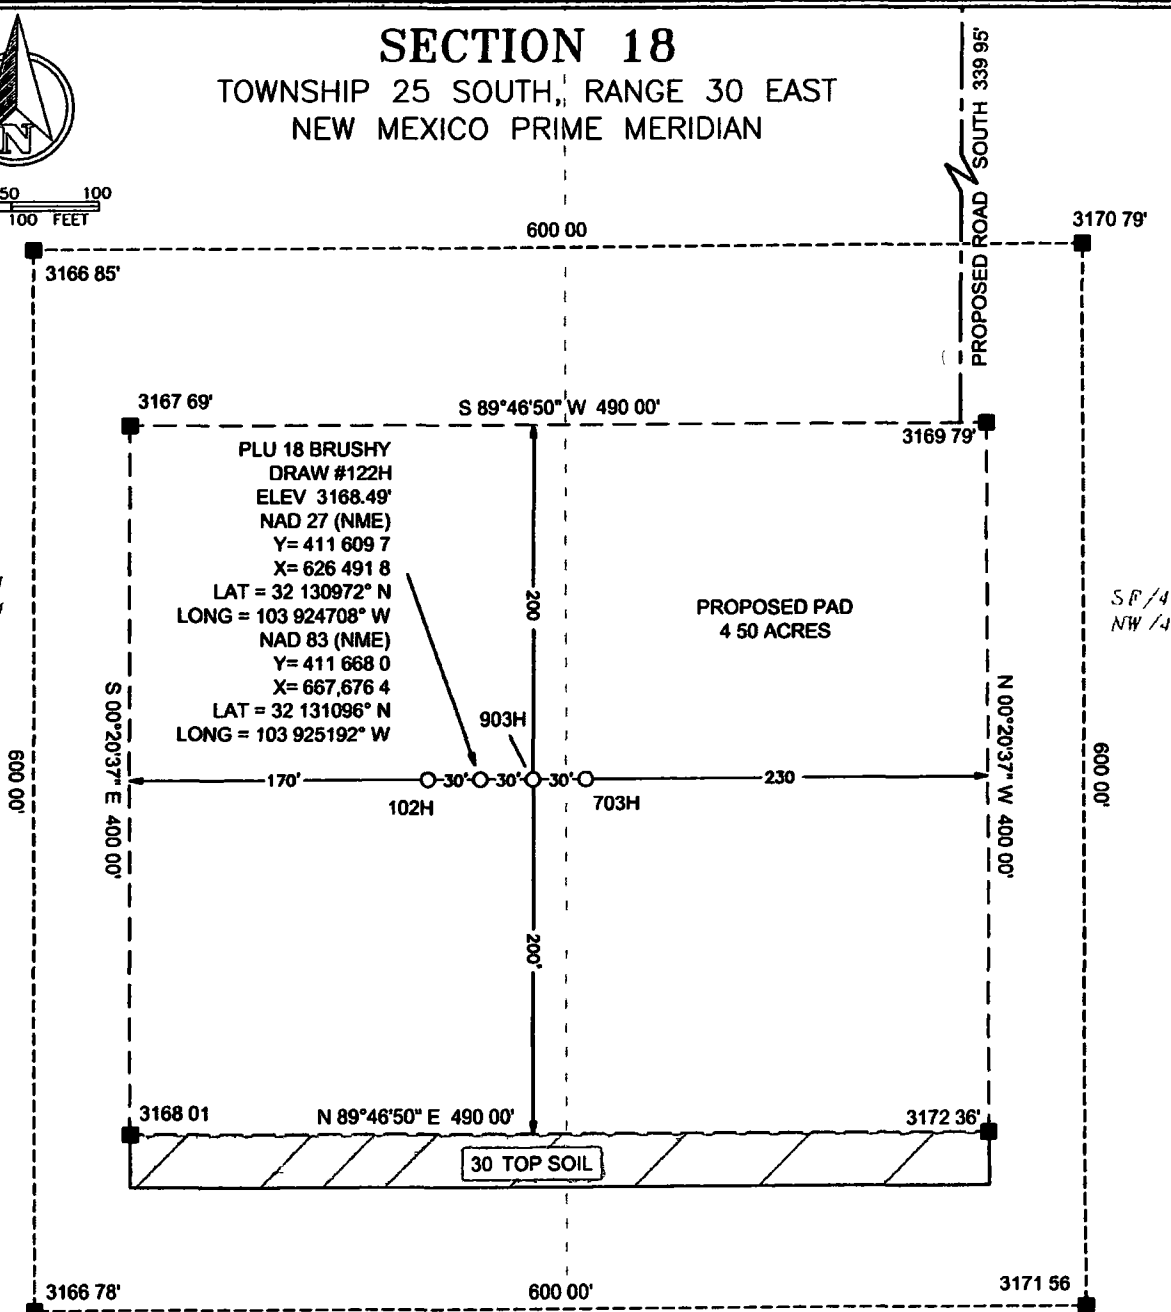 SECTION 18
TOWNSHIP 25 SOUTH, RANGE 30 EAST
NEW MEXICO PRIME MERIDIAN
N
50 100
100 FEET
PROPOSED ROAD SOUTH 339 95'
600 00
3170 79'
3166 85'
3167 69'
S 89°46'50" W 490 00'
3169 79'
PLU 18 BRUSHY
DRAW #122H
ELEV 3168.49'
NAD 27 (NME)
Y= 411 609 7
X= 626 491 8
LAT = 32 130972° N
LONG = 103 924708° W
NAD 83 (NME)
Y= 411 668 0
X= 667,676 4
LAT = 32 131096° N
LONG = 103 925192° W
200
PROPOSED PAD
4 50 ACRES
NW/4
S 00°20'37" E 400 00'
N 00°20'37" W 400 00'
600 00'
600 00'
903H
170'
30'
30'
30'
230
102H
703H
200'
3168 01
N 89°46'50" E 490 00'
3172 36'
30 TOP SOIL
3166 78'
600 00'
3171 56